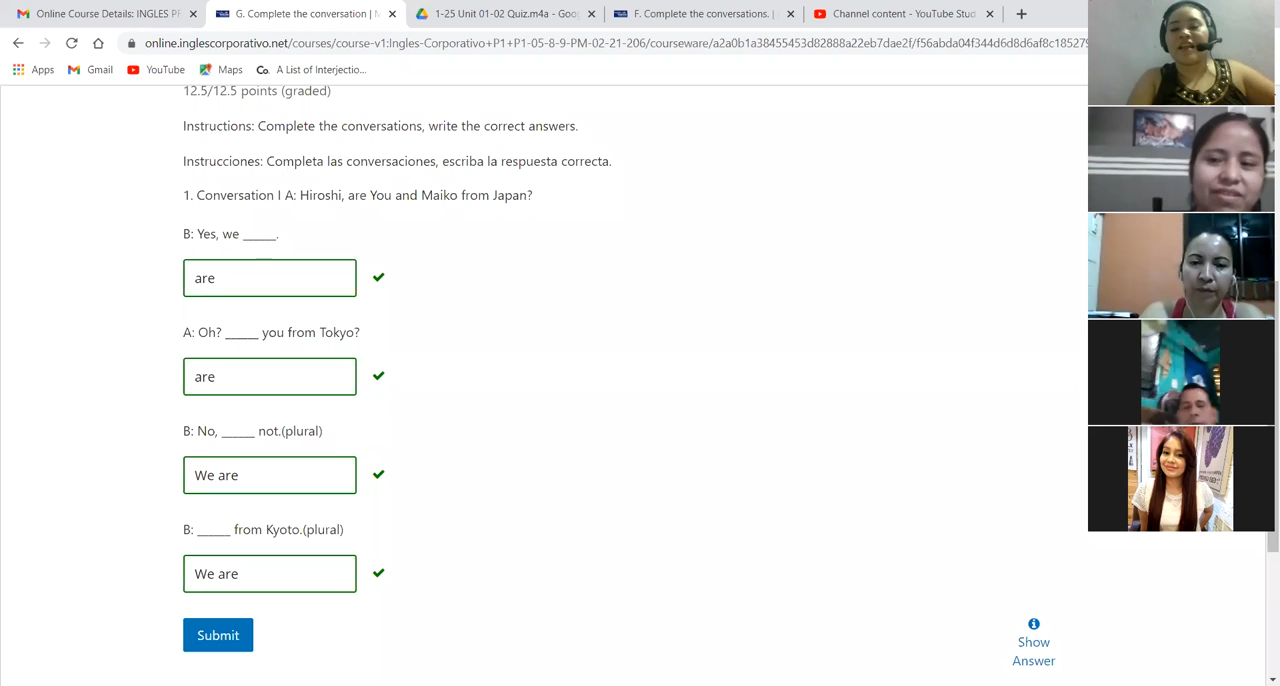 Online Course Details: INGLES PF
G. Complete the conversation | M
1-25 Unit 01-02 Quiz.m4a - Goo
F. Complete the conversations. |
Channel content - YouTube Stud
online.inglescorporativo.net/courses/course-v1:Ingles-Corporativo+P1+P1-05-8-9-PM-02-21-206/courseware/a2a0b1a38455453d82888a22eb7dae2f/f56abda04f344d6d8d6af8c185279
Apps
Gmail
YouTube
Maps
Co. A List of Interjectio...
12.5/12.5 points (graded)
Instructions: Complete the conversations, write the correct answers.
Instrucciones: Completa las conversaciones, escriba la respuesta correcta.
1. Conversation I A: Hiroshi, are You and Maiko from Japan?
B: Yes, we _____.
are
A: Oh? _____ you from Tokyo?
are
B: No, _____ not.(plural)
We are
B: _____ from Kyoto.(plural)
We are
Submit
Show
Answer